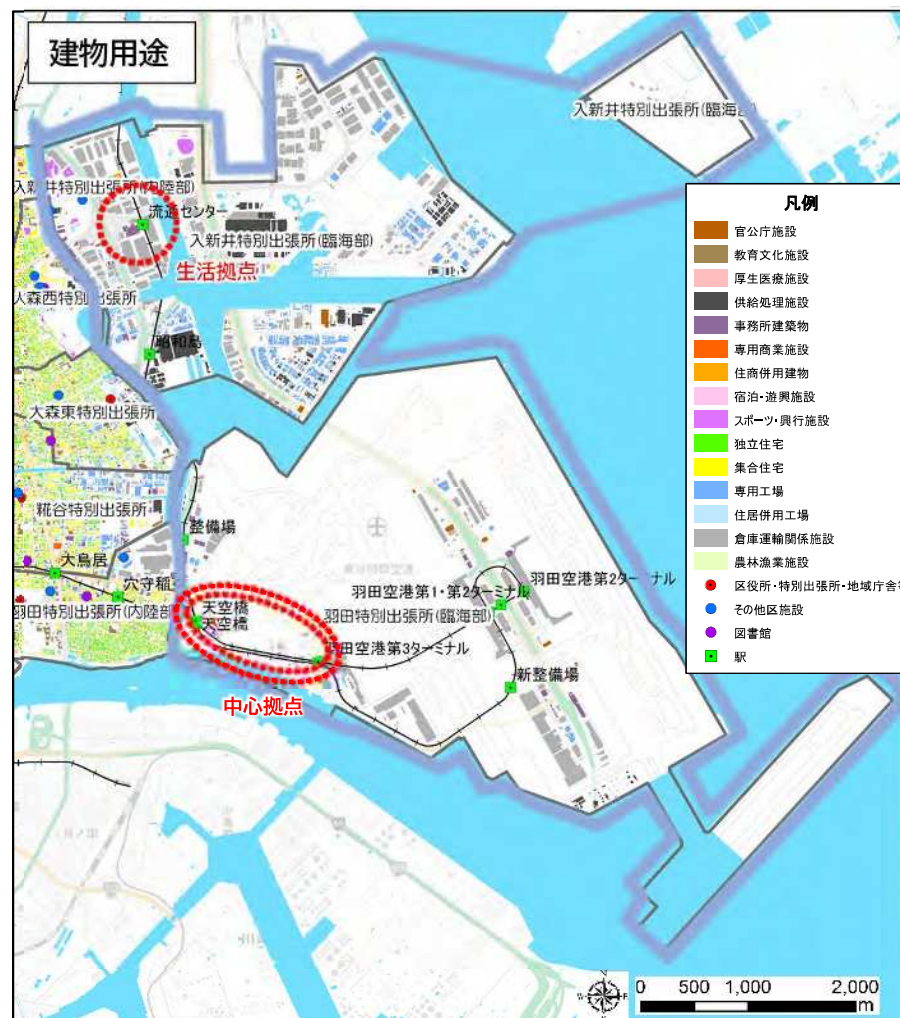 建物用途
入新井特別出張所(臨海部)
入新井特別出張所(内陸部)
流通センター
入新井特別出張所(臨海部)
生活拠点
大森西特別出張所
昭和島
大森東特別出張所
糀谷特別出張所
整備場
大鳥居
穴守稲
羽田特別出張所(内陸部)
天空橋
天空橋
羽田空港第1・第2ターミナル
羽田空港第2ターミナル
羽田特別出張所(臨海部)
羽田空港第3ターミナル
新整備場
中心拠点
凡例
官公庁施設
教育文化施設
厚生医療施設
供給処理施設
事務所建築物
専用商業施設
住商併用建物
宿泊・遊興施設
スポーツ・興行施設
独立住宅
集合住宅
専用工場
住居併用工場
倉庫運輸関係施設
農林漁業施設
区役所・特別出張所・地域庁舎等
その他区施設
図書館
駅
0 500 1,000 2,000
m